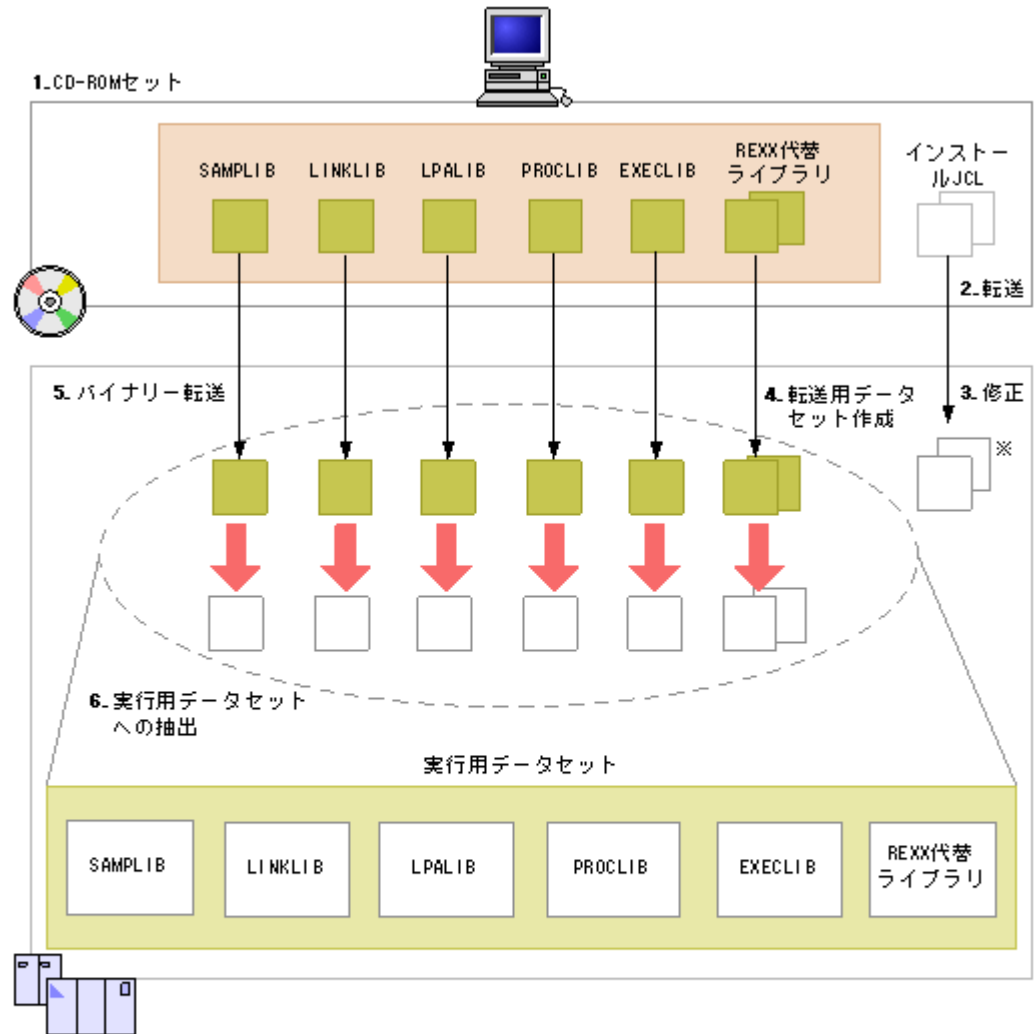 1.CD-ROMセット
SAMPLIB
LINKLIB
LPALIB
PROCLIB
EXECLIB
REXX代替
ライブラリ
インストー
ルJCL
2.転送
5.バイナリー転送
4.転送用データ
セット作成
3.修正
※
6.実行用データセット
への抽出
実行用データセット
SAMPLIB
LINKLIB
LPALIB
PROCLIB
EXECLIB
REXX代替
ライブラリ